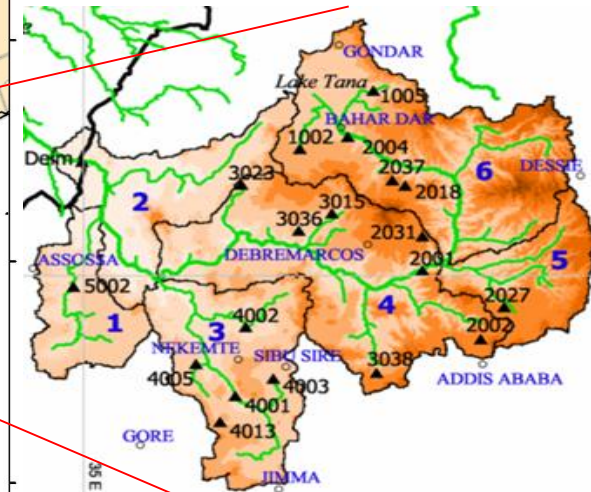 GONDAR
Lake Tana
1005
BAHAR DAR
1002
2004
Deim
3023
2037
2018
6
DESSIE
2
3015
3036
2031
DEBREMARCOS
2001
5
ASSOSSA
5002
4
2027
1
3
4002
2002
NEKEMTE
SIBU SIRE
3038
ADDIS ABABA
4005
4003
4001
4013
GORE
35 E
JIMMA